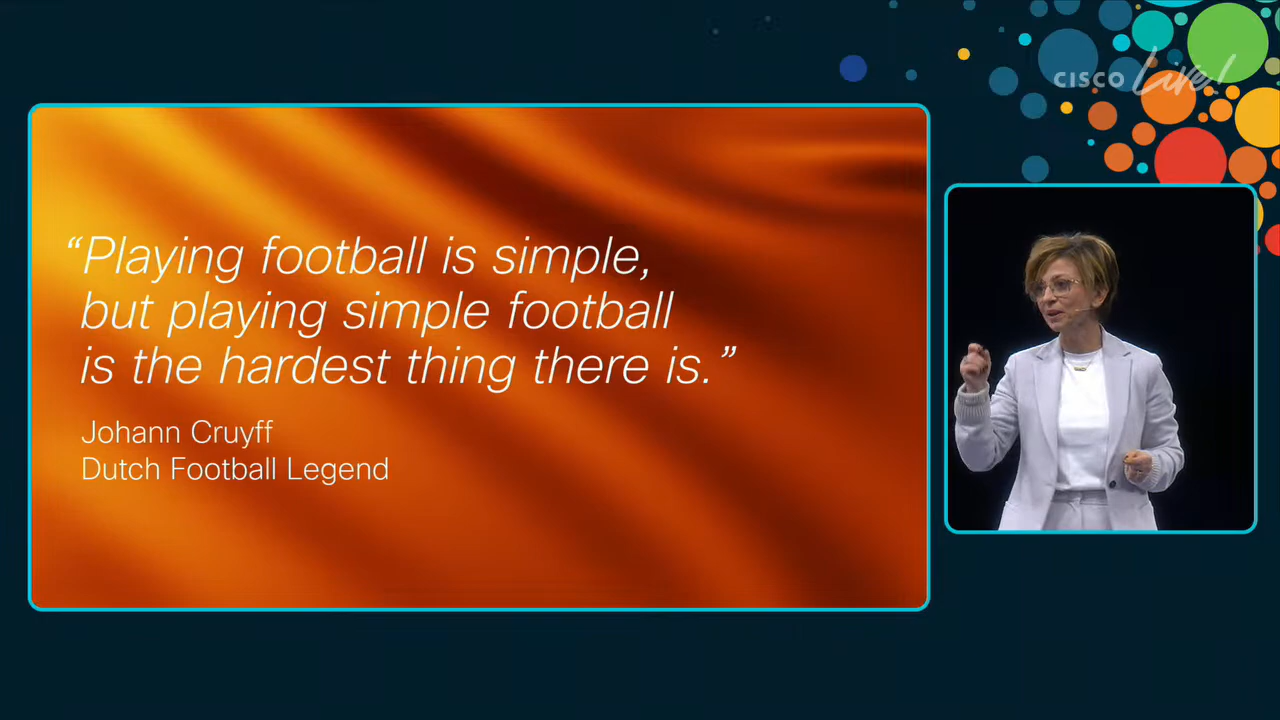 CISCO Live!
“Playing football is simple,
but playing simple football
is the hardest thing there is.”
Johann Cruyff
Dutch Football Legend